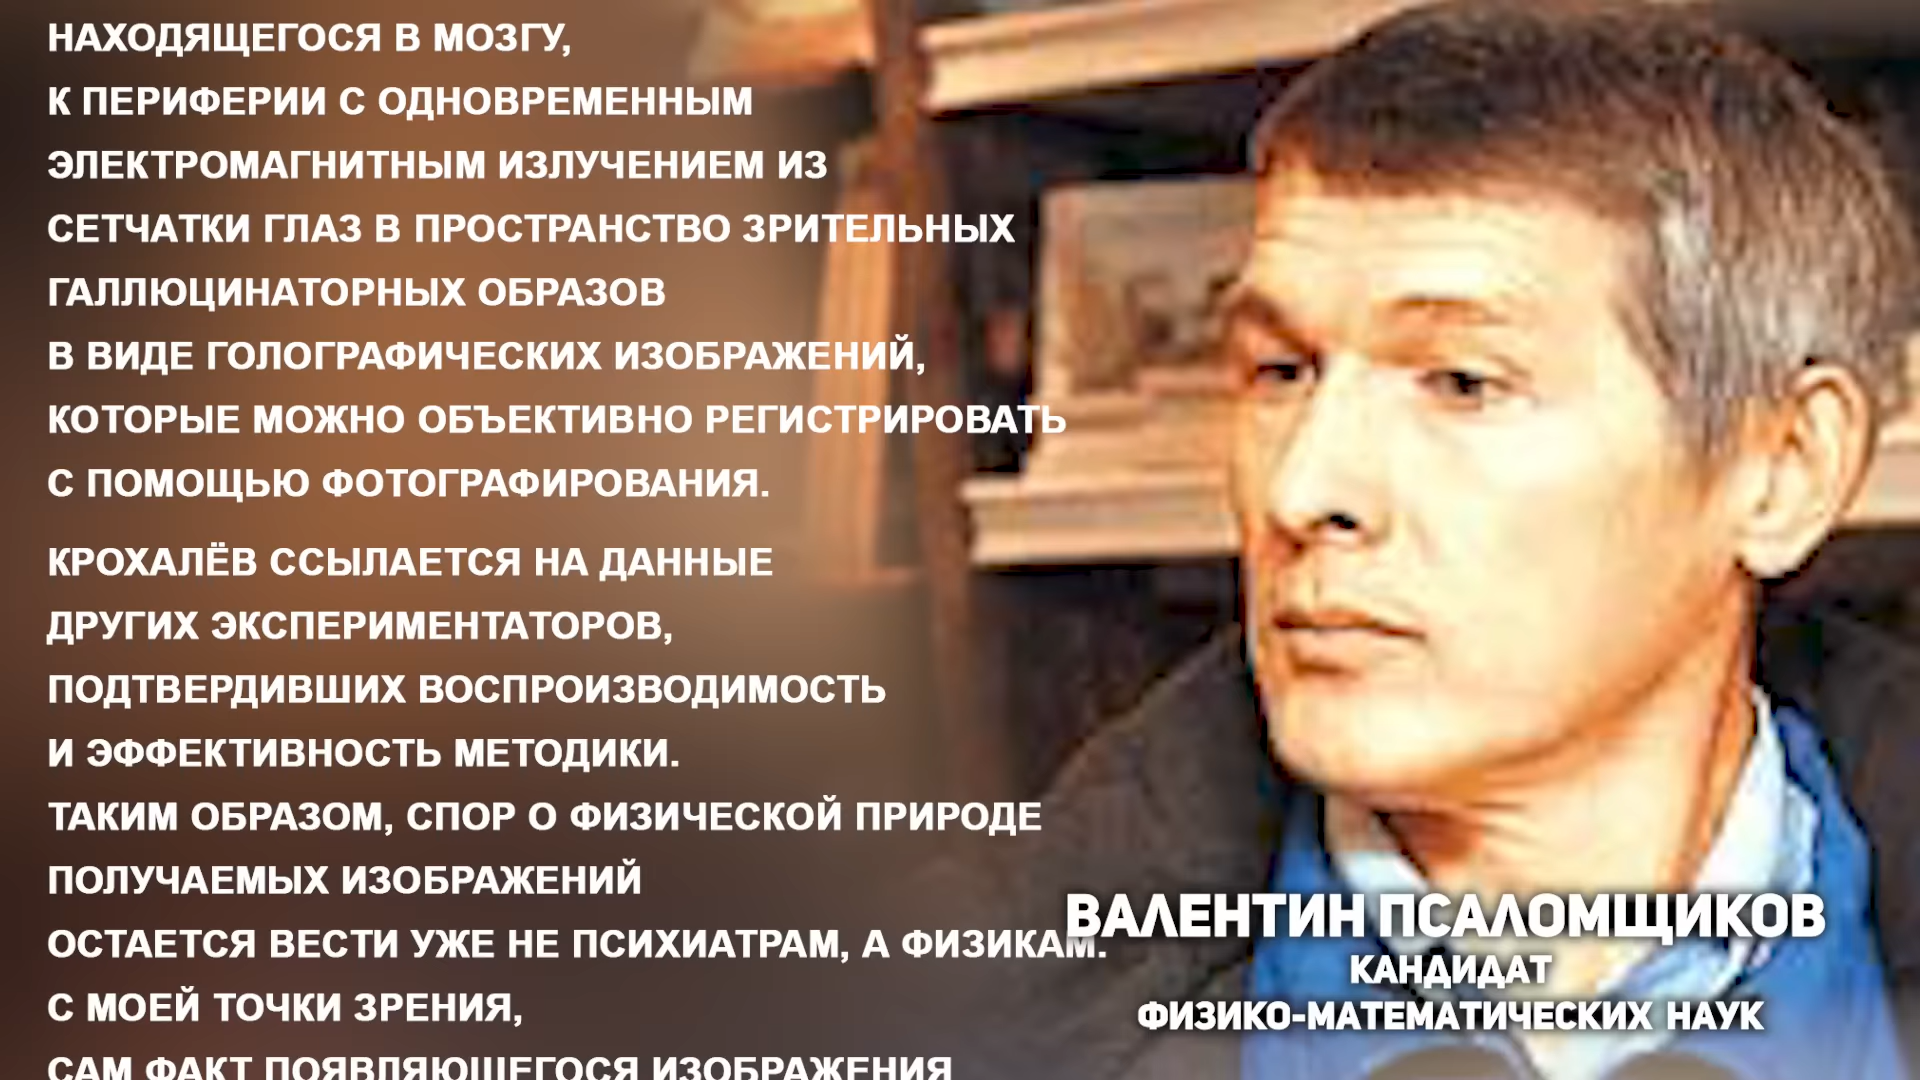 НАХОДЯЩЕГОСЯ В МОЗГУ,
К ПЕРИФЕРИИ С ОДНОВРЕМЕННЫМ
ЭЛЕКТРОМАГНИТНЫМ ИЗЛУЧЕНИЕМ ИЗ
СЕТЧАТКИ ГЛАЗ В ПРОСТРАНСТВО ЗРИТЕЛЬНЫХ
ГАЛЛЮЦИНАТОРНЫХ ОБРАЗОВ
В ВИДЕ ГОЛОГРАФИЧЕСКИХ ИЗОБРАЖЕНИЙ,
КОТОРЫЕ МОЖНО ОБЪЕКТИВНО РЕГИСТРИРОВАТЬ
С ПОМОЩЬЮ ФОТОГРАФИРОВАНИЯ.
КРОХАЛЁВ ССЫЛАЕТСЯ НА ДАННЫЕ
ДРУГИХ ЭКСПЕРИМЕНТАТОРОВ,
ПОДТВЕРДИВШИХ ВОСПРОИЗВОДИМОСТЬ
И ЭФФЕКТИВНОСТЬ МЕТОДИКИ.
ТАКИМ ОБРАЗОМ, СПОР О ФИЗИЧЕСКОЙ ПРИРОДЕ
ПОЛУЧАЕМЫХ ИЗОБРАЖЕНИЙ
ОСТАЕТСЯ ВЕСТИ УЖЕ НЕ ПСИХИАТРАМ, А ФИЗИКАМ.
С МОЕЙ ТОЧКИ ЗРЕНИЯ,
САМ ФАКТ ПОЯВЛЯЮЩЕГОСЯ ИЗОБРАЖЕНИЯ
ВАЛЕНТИН ПСАЛОМЩИКОВ
КАНДИДАТ
ФИЗИКО-МАТЕМАТИЧЕСКИХ НАУК